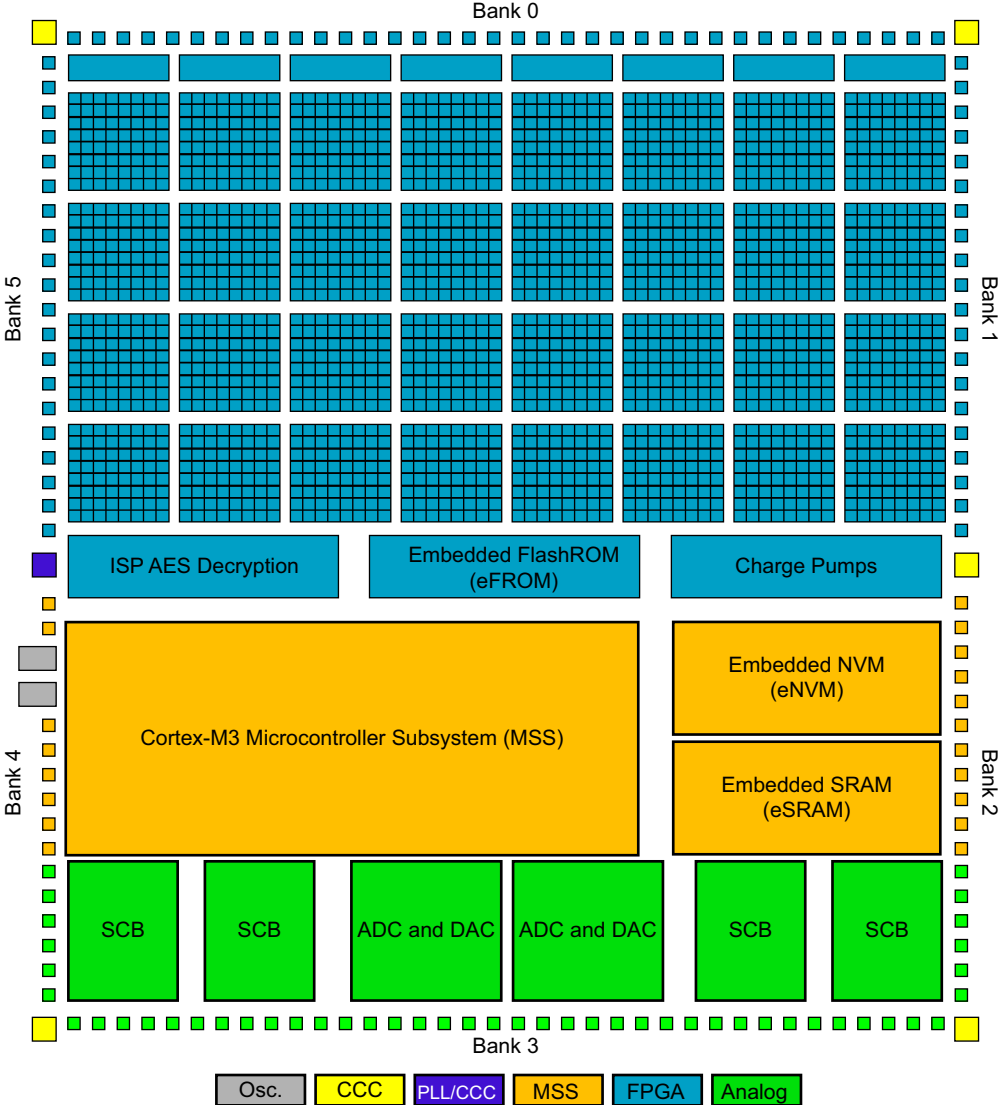 Bank 0
Bank 5
Bank 1
ISP AES Decryption
Embedded FlashROM
(eFROM)
Charge Pumps
Cortex-M3 Microcontroller Subsystem (MSS)
Embedded NVM
(eNVM)
Embedded SRAM
(eSRAM)
Bank 4
Bank 2
SCB
SCB
ADC and DAC
ADC and DAC
SCB
SCB
Bank 3
Osc.
CCC
PLL/CCC
MSS
FPGA
Analog